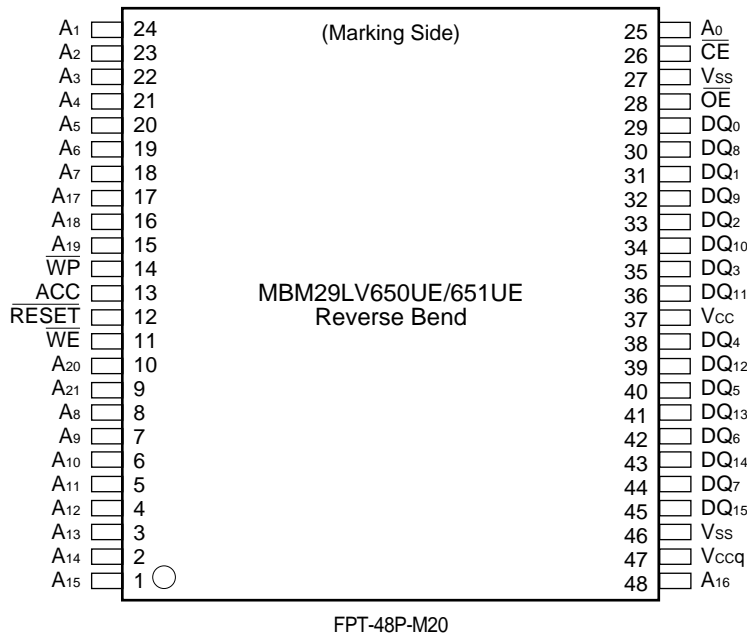 A1 24 (Marking Side) 25 A0
A2 23 26 C̅E̅
A3 22 27 VSS
A4 21 28 O̅E̅
A5 20 29 DQ0
A6 19 30 DQ8
A7 18 31 DQ1
A17 17 32 DQ9
A18 16 33 DQ2
A19 15 34 DQ10
W̅P̅ 14 35 DQ3
ACC 13 MBM29LV650UE/651UE 36 DQ11
R̅E̅S̅E̅T̅ 12 Reverse Bend 37 VCC
W̅E̅ 11 38 DQ4
A20 10 39 DQ12
A21 9 40 DQ5
A8 8 41 DQ13
A9 7 42 DQ6
A10 6 43 DQ14
A11 5 44 DQ7
A12 4 45 DQ15
A13 3 46 VSS
A14 2 47 VCCq
A15 1 48 A16
FPT-48P-M20